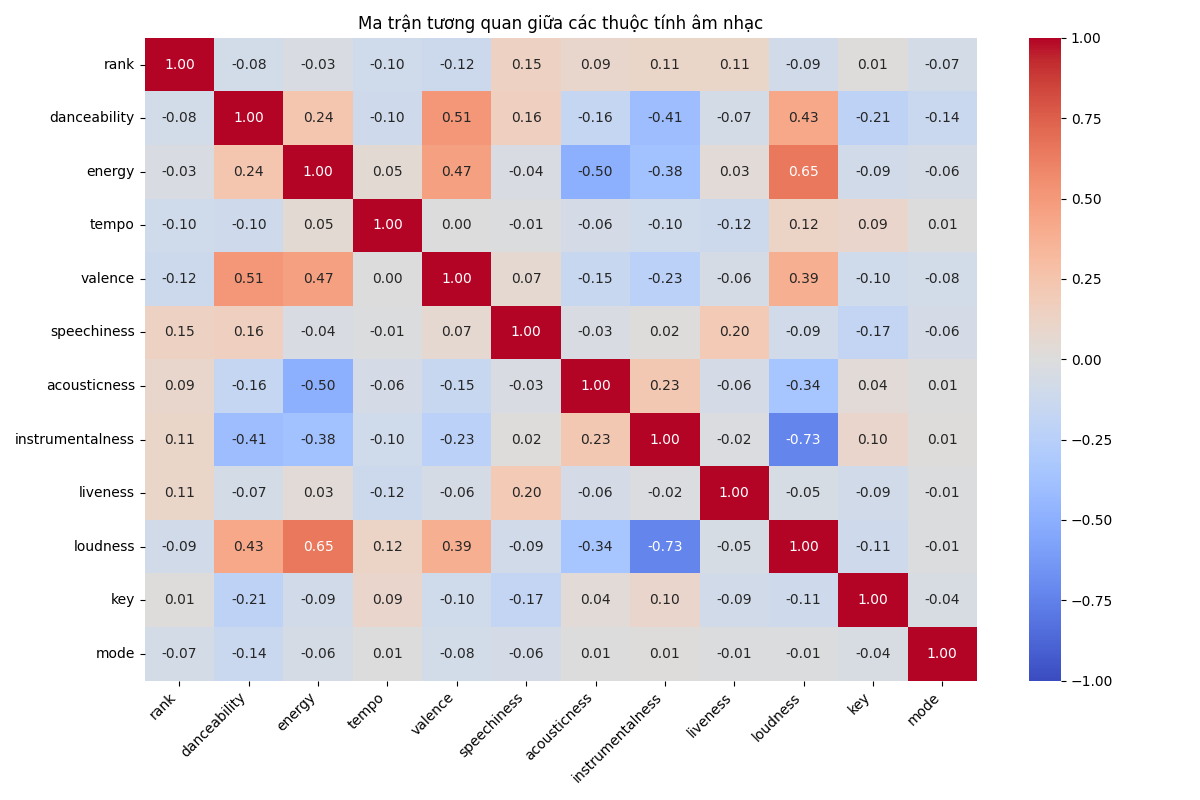 Ma trận tương quan giữa các thuộc tính âm nhạc
rank 1.00 -0.08 -0.03 -0.10 -0.12 0.15 0.09 0.11 0.11 -0.09 0.01 -0.07
danceability -0.08 1.00 0.24 -0.10 0.51 0.16 -0.16 -0.41 -0.07 0.43 -0.21 -0.14
energy -0.03 0.24 1.00 0.05 0.47 -0.04 -0.50 -0.38 0.03 0.65 -0.09 -0.06
tempo -0.10 -0.10 0.05 1.00 0.00 -0.01 -0.06 -0.10 -0.12 0.12 0.09 0.01
valence -0.12 0.51 0.47 0.00 1.00 0.07 -0.15 -0.23 -0.06 0.39 -0.10 -0.08
speechiness 0.15 0.16 -0.04 -0.01 0.07 1.00 -0.03 0.02 0.20 -0.09 -0.17 -0.06
acousticness 0.09 -0.16 -0.50 -0.06 -0.15 -0.03 1.00 0.23 -0.06 -0.34 0.04 0.01
instrumentalness 0.11 -0.41 -0.38 -0.10 -0.23 0.02 0.23 1.00 -0.02 -0.73 0.10 0.01
liveness 0.11 -0.07 0.03 -0.12 -0.06 0.20 -0.06 -0.02 1.00 -0.05 -0.09 -0.01
loudness -0.09 0.43 0.65 0.12 0.39 -0.09 -0.34 -0.73 -0.05 1.00 -0.11 -0.01
key 0.01 -0.21 -0.09 0.09 -0.10 -0.17 0.04 0.10 -0.09 -0.11 1.00 -0.04
mode -0.07 -0.14 -0.06 0.01 -0.08 -0.06 0.01 0.01 -0.01 -0.01 -0.04 1.00
rank danceability energy tempo valence speechiness acousticness instrumentalness liveness loudness key mode
1.00
0.75
0.50
0.25
0.00
−0.25
−0.50
−0.75
−1.00